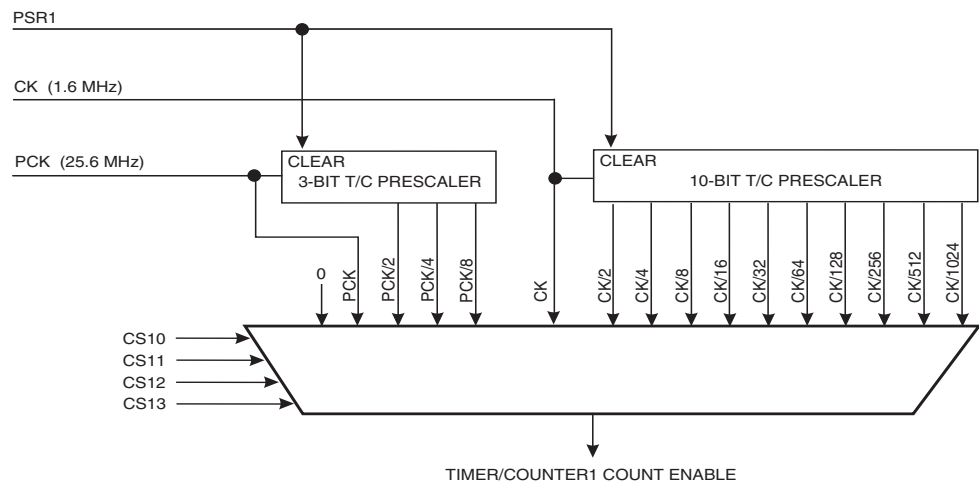 PSR1
CK (1.6 MHz)
PCK (25.6 MHz)
CLEAR
3-BIT T/C PRESCALER
CLEAR
10-BIT T/C PRESCALER
0
PCK
PCK/2
PCK/4
PCK/8
CK
CK/2
CK/4
CK/8
CK/16
CK/32
CK/64
CK/128
CK/256
CK/512
CK/1024
CS10
CS11
CS12
CS13
TIMER/COUNTER1 COUNT ENABLE